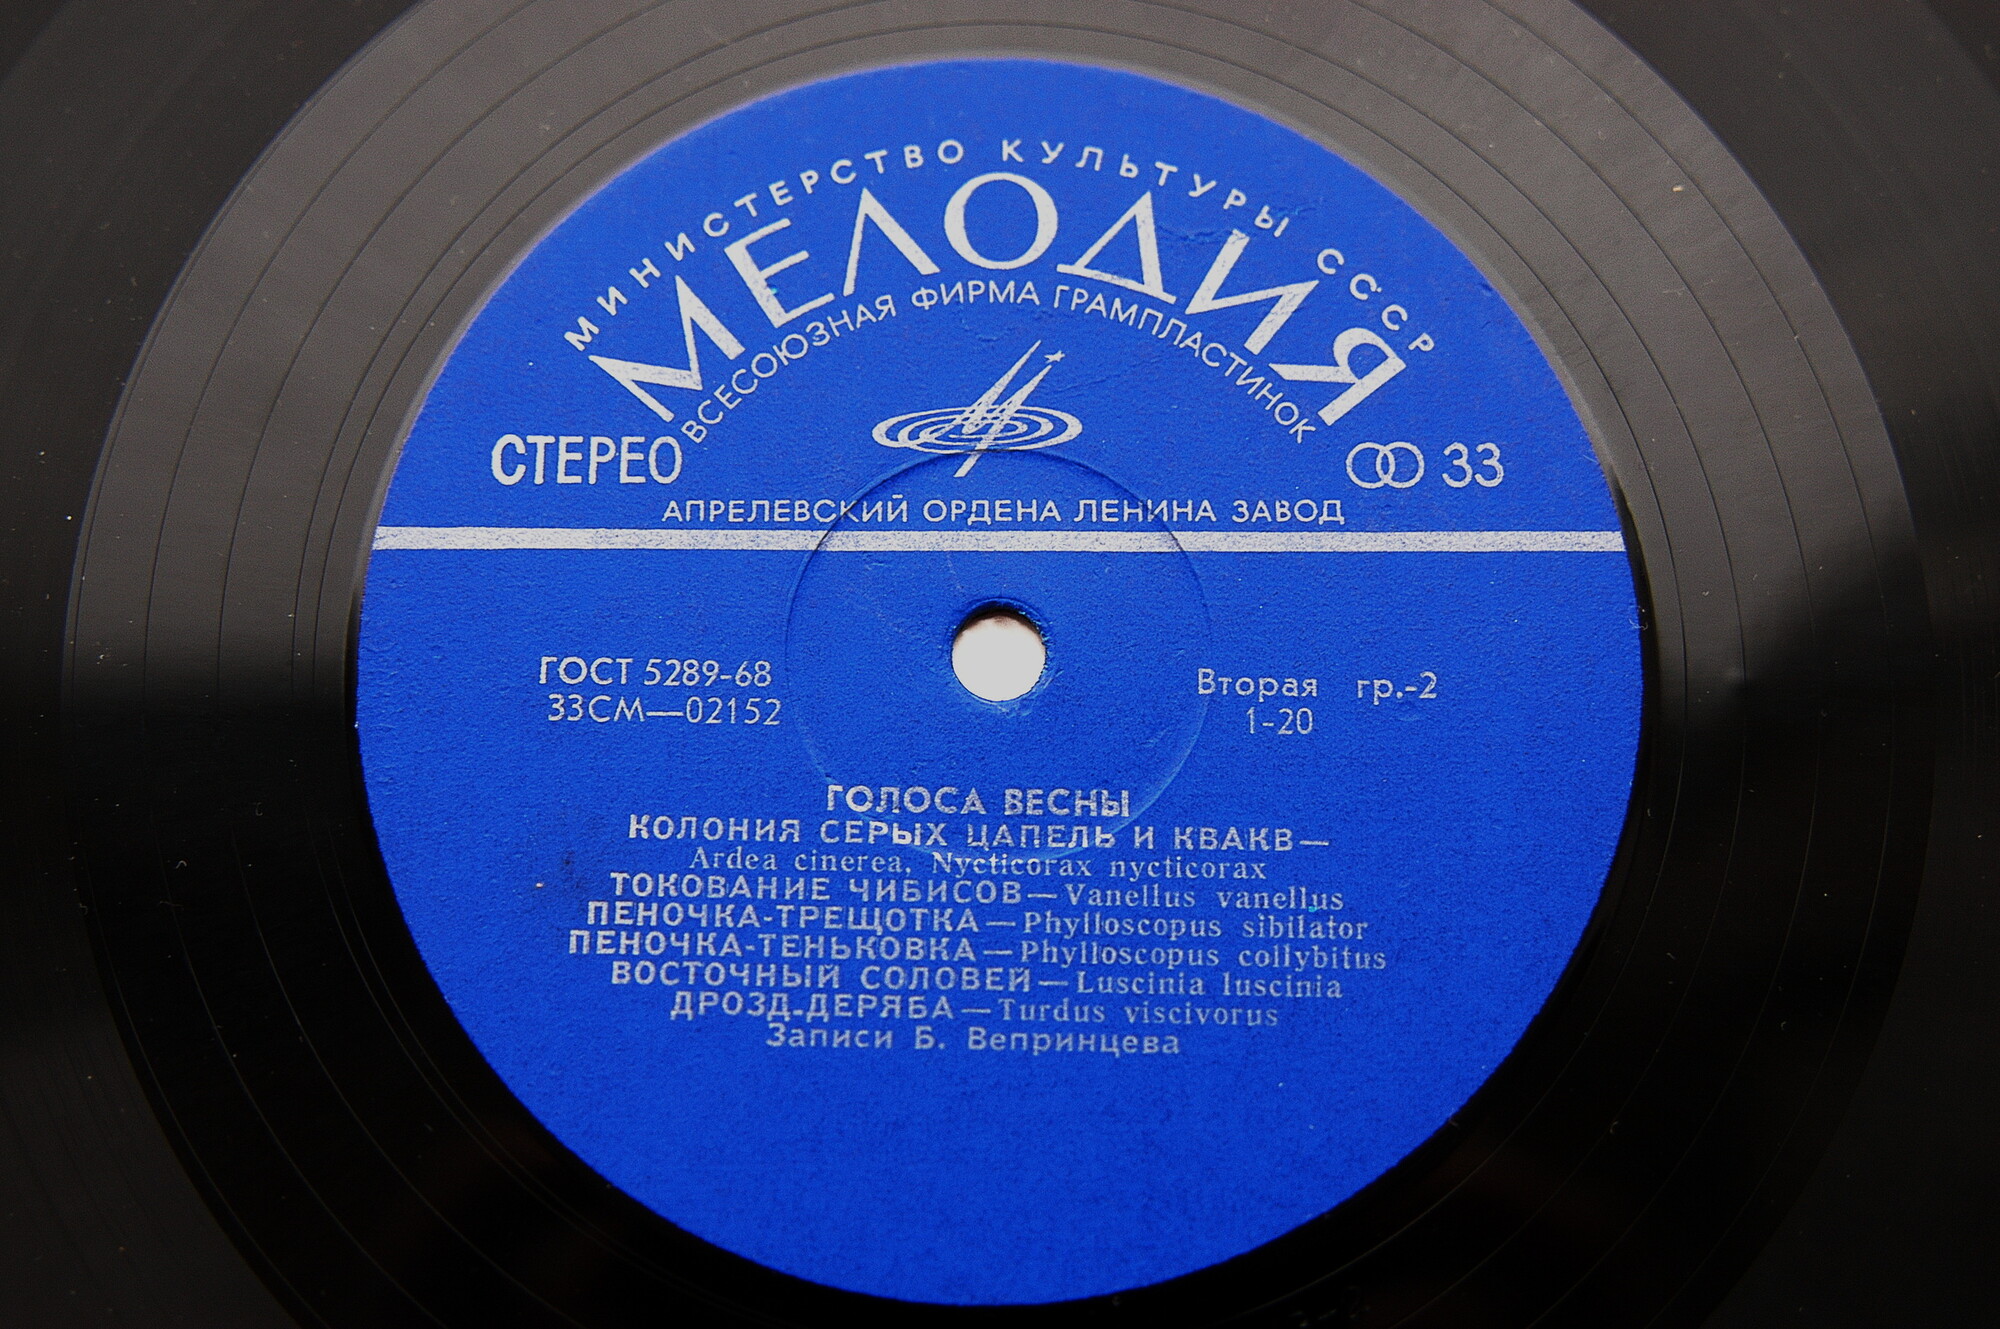 МИНИСТЕРСТВО КУЛЬТУРЫ СССР
МЕЛОДИЯ
ВСЕСОЮЗНАЯ ФИРМА ГРАМПЛАСТИНОК
СТЕРЕО
33
АПРЕЛЕВСКИЙ ОРДЕНА ЛЕНИНА ЗАВОД
ГОСТ 5289-68
33СМ—02152
Вторая гр.-2
1-20
ГОЛОСА ВЕСНЫ
КОЛОНИЯ СЕРЫХ ЦАПЕЛЬ И КВАКВ—
Ardea cinerea, Nycticorax nycticorax
ТОКОВАНИЕ ЧИБИСОВ—Vanellus vanellus
ПЕНОЧКА-ТРЕЩОТКА—Phylloscopus sibilator
ПЕНОЧКА-ТЕНЬКОВКА—Phylloscopus collybitus
ВОСТОЧНЫЙ СОЛОВЕЙ—Luscinia luscinia
ДРОЗД-ДЕРЯБА—Turdus viscivorus
Записи Б. Вепринцева